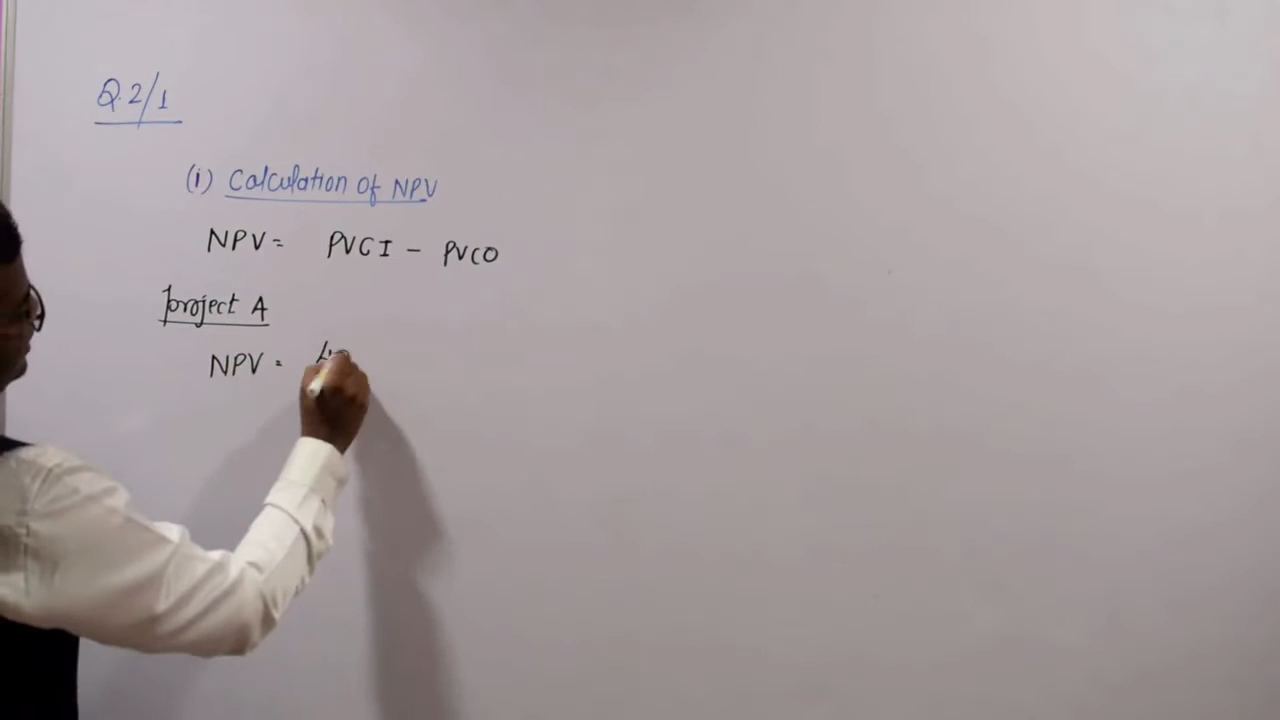 Q.2/1
(i) Calculation Of NPV
NPV = PVCI - PVCO
Project A
NPV =